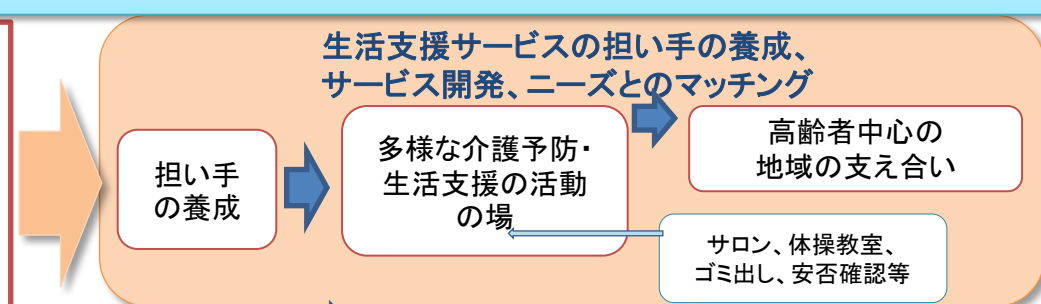 生活支援サービスの担い手の養成、
サービス開発、ニーズとのマッチング
担い手
の養成
多様な介護予防・
生活支援の活動
の場
高齢者中心の
地域の支え合い
サロン、体操教室、
ゴミ出し、安否確認等